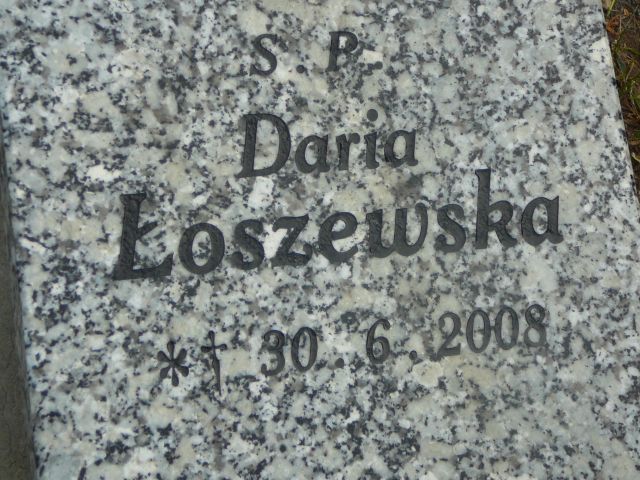 S.P.
Daria
Łoszewska
*† 30.6.2008